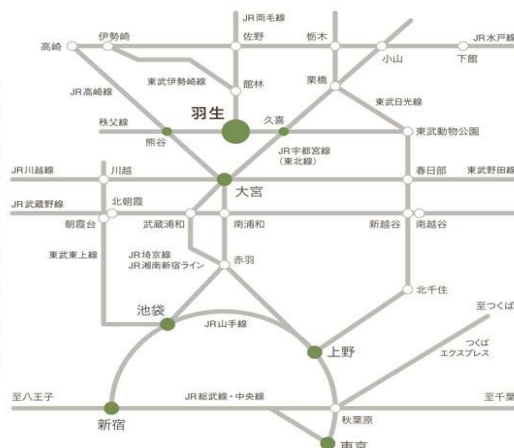 JR両毛線
伊勢崎
佐野
栃木
JR水戸線
高崎
小山
下館
東武伊勢崎線
館林
栗橋
JR高崎線
東武日光線
羽生
久喜
秩父線
熊谷
東武動物公園
JR宇都宮線
(東北線)
JR川越線
川越
大宮
春日部
東武野田線
JR武蔵野線
北朝霞
朝霞台
武蔵浦和
南浦和
新越谷
南越谷
東武東上線
JR埼京線
JR湘南新宿ライン
赤羽
北千住
池袋
JR山手線
至つくば
上野
つくば
エクスプレス
至八王子
JR総武線・中央線
至千葉
新宿
秋葉原
東京